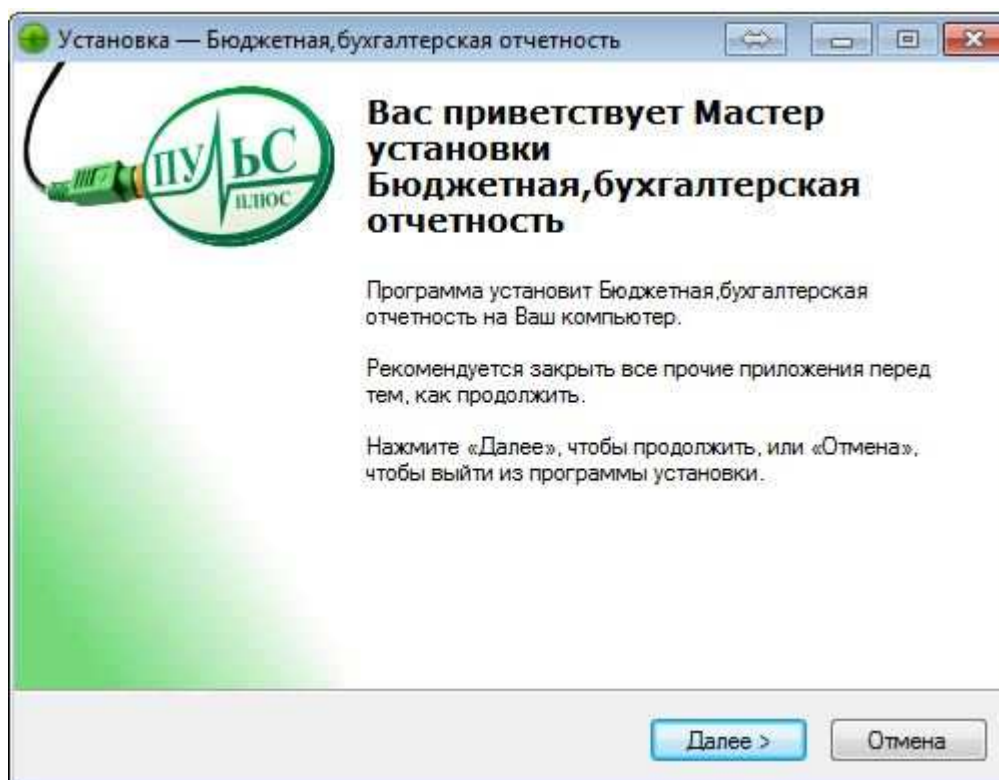 Установка — Бюджетная,бухгалтерская отчетность
ПУЛЬС
ПЛЮС
Вас приветствует Мастер
установки
Бюджетная,бухгалтерская
отчетность
Программа установит Бюджетная,бухгалтерская
отчетность на Ваш компьютер.
Рекомендуется закрыть все прочие приложения перед
тем, как продолжить.
Нажмите «Далее», чтобы продолжить, или «Отмена»,
чтобы выйти из программы установки.
Далее >
Отмена